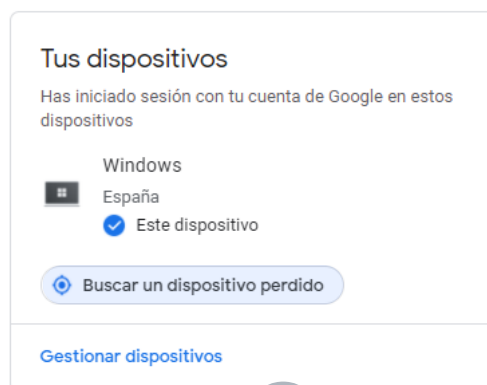 Tus dispositivos
Has iniciado sesión con tu cuenta de Google en estos
dispositivos
Windows
España
Este dispositivo
Buscar un dispositivo perdido
Gestionar dispositivos